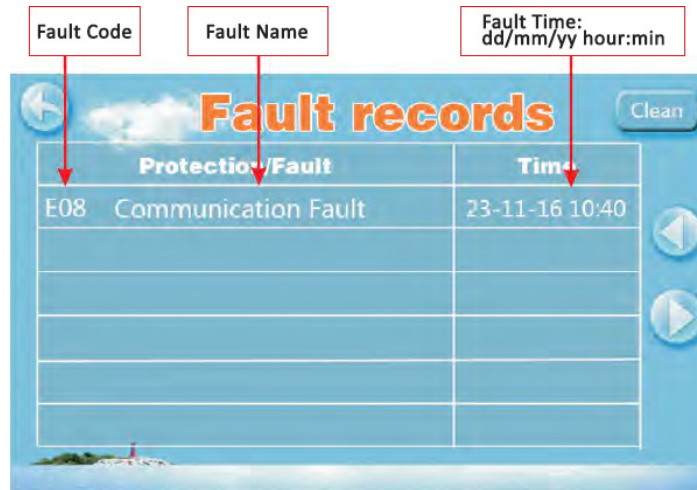 Fault Code
Fault Name
Fault Time:
dd/mm/yy hour:min
Fault records
Clean
Protection/Fault
Time
E08
Communication Fault
23-11-16 10:40